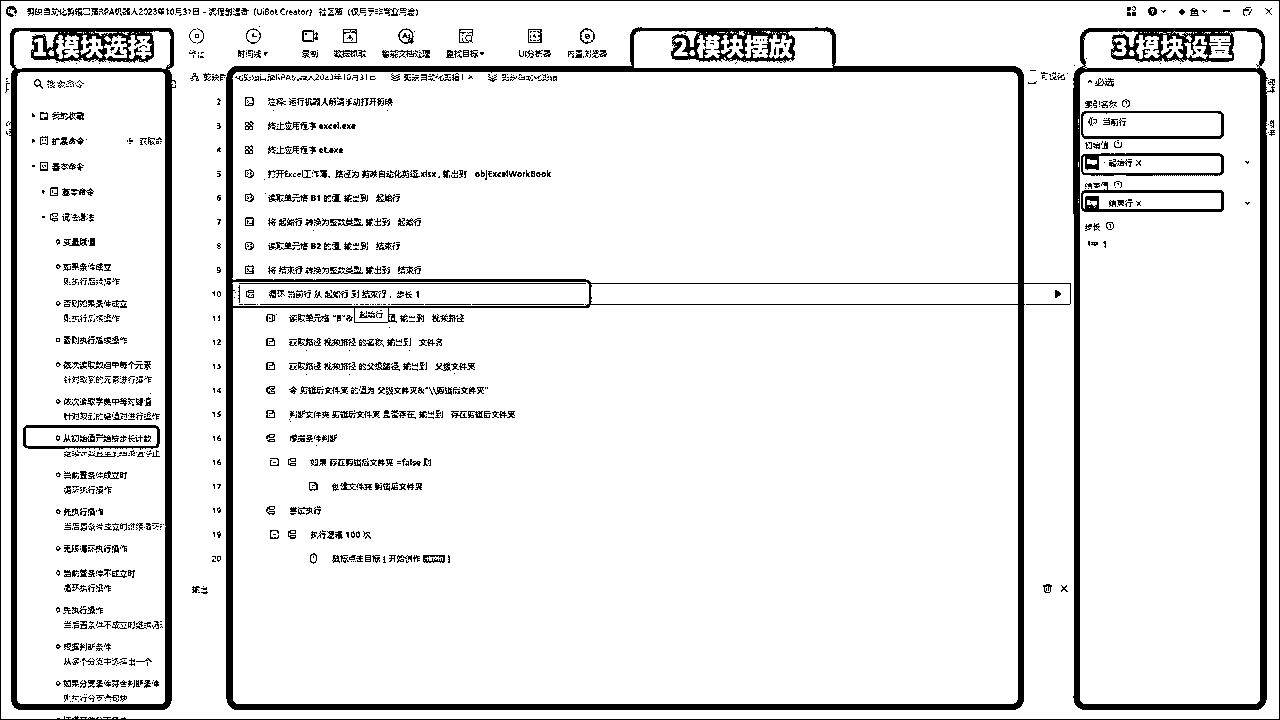 剪映自动化剪辑二猫RPA机器人2023年10月31日 - 流程创造者 (UiBot Creator) 社区版 (仅用于非商业用途)
1.模块选择
2.模块摆放
3.模块设置
停止
时间线
录制
数据抓取
智能文档处理
查找目标
UI分析器
内置浏览器
搜索命令
扩展命令
获取命
基本命令
基本命令
词法语法
变量赋值
如果条件成立
则执行后续操作
否则如果条件成立
则执行后续操作
否则执行后续操作
依次读取数组中每个元素
针对取到的元素进行操作
依次读取字典中每对键值
针对取到的键值对进行操作
从初始值开始按步长计数
当前置条件成立时
循环执行操作
先执行操作
当后置条件成立时继续循环
无限循环执行操作
当前置条件不成立时
循环执行操作
先执行操作
当后置条件不成立时继续
根据判断条件
从多个分支中选择出一个
如果分支条件符合判断条件
则执行分支语句块
2 注释: 运行机器人前请手动打开剪映
3 终止应用程序 excel.exe
4 终止应用程序 et.exe
5 打开Excel工作簿, 路径为 剪映自动化剪辑.xlsx , 输出到 objExcelWorkBook
6 读取单元格 B1 的值, 输出到 起始行
7 将 起始行 转换为整数类型, 输出到 起始行
8 读取单元格 B2 的值, 输出到 结束行
9 将 结束行 转换为整数类型, 输出到 结束行
10 循环 当前行 从 起始行 到 结束行 , 步长 1
起始行
11 读取单元格 "B"& 值, 输出到 视频路径
12 获取路径 视频路径 的名称, 输出到 文件名
13 获取路径 视频路径 的父级路径, 输出到 父级文件夹
14 令 剪辑后文件夹 的值为 父级文件夹&"\\剪辑后文件夹"
15 判断文件夹 剪辑后文件夹 是否存在, 输出到 存在剪辑后文件夹
16 根据条件判断
16 如果 存在剪辑后文件夹 =false 则
17 创建文件夹 剪辑后文件夹
19 尝试执行
19 执行逻辑 100 次
20 鼠标点击目标 [ 开始创作 ]
输出
可视化
必选
索引名称
当前行
初始值
起始行 ×
结束值
结束行 ×
步长
1